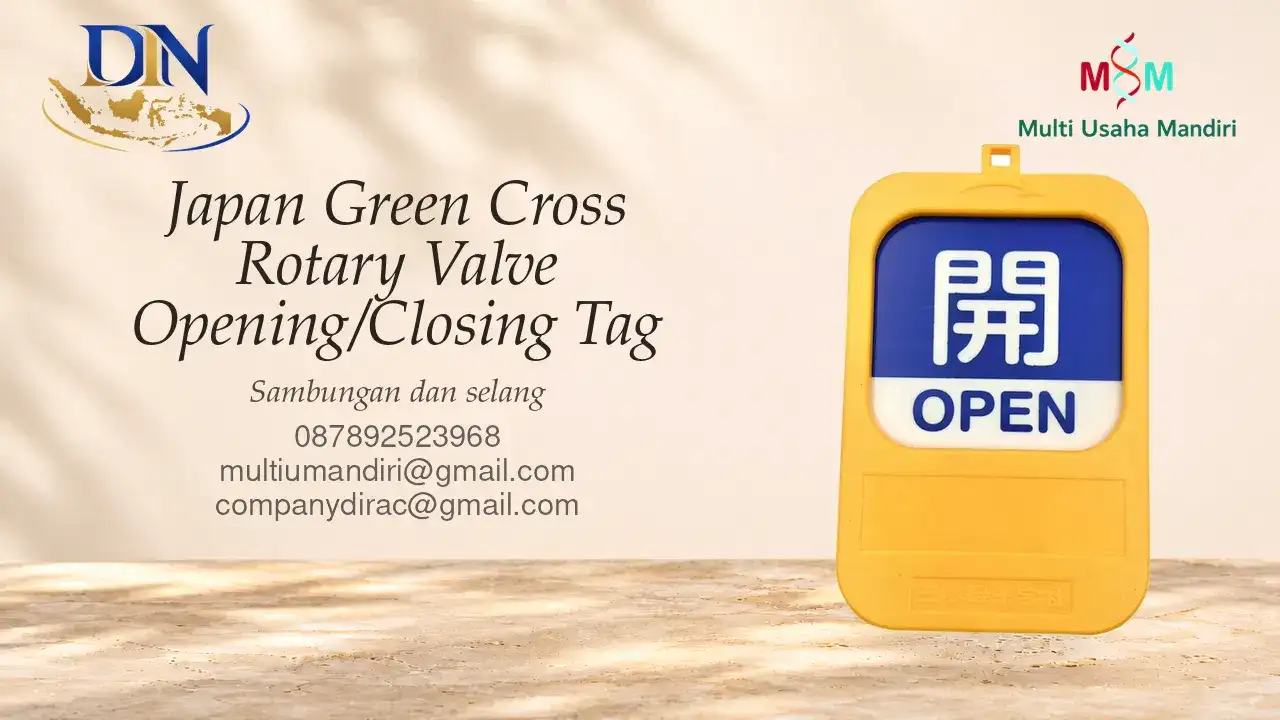 DIN
MSM
Multi Usaha Mandiri
Japan Green Cross
Rotary Valve
Opening/Closing Tag
Sambungan dan selang
087892523968
multiumandiri@gmail.com
companydirac@gmail.com
開
OPEN